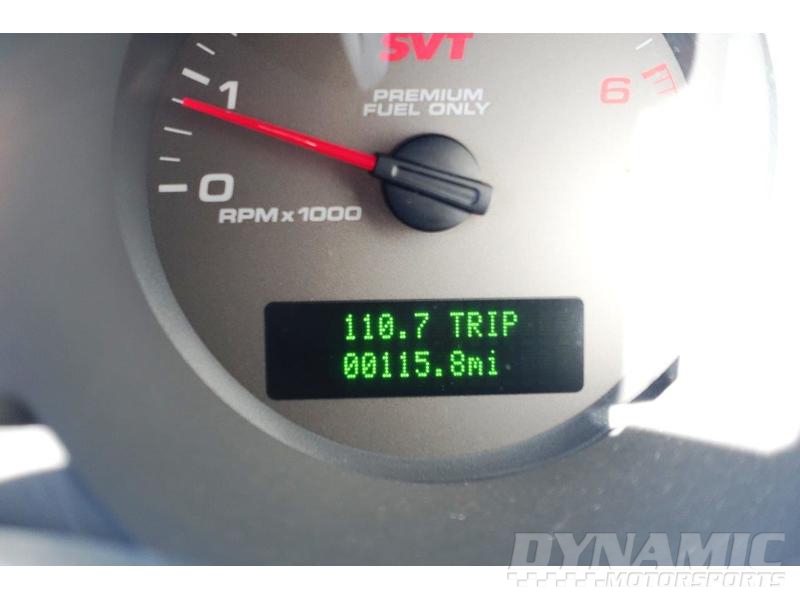 SVT
PREMIUM
FUEL ONLY
1
6
0
RPM x 1000
110.7 TRIP
00115.8mi
DYNAMIC
MOTORSPORTS